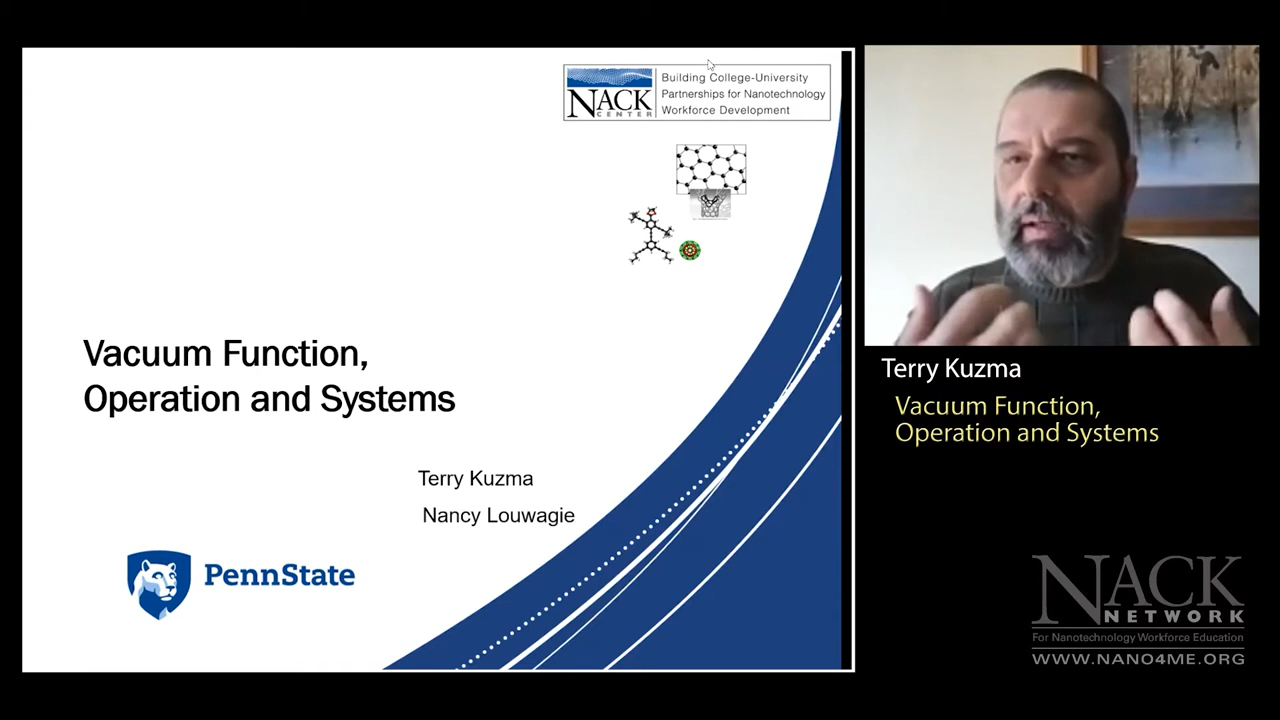 NACK
CENTER
Building College-University
Partnerships for Nanotechnology
Workforce Development
Vacuum Function,
Operation and Systems
Terry Kuzma
Nancy Louwagie
PennState
Terry Kuzma
Vacuum Function,
Operation and Systems
NACK
NETWORK
For Nanotechnology Workforce Education
WWW.NANO4ME.ORG